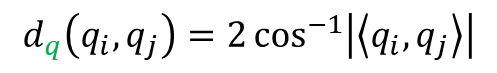 d_q(q_i, q_j) = 2 cos⁻¹|⟨q_i, q_j⟩|